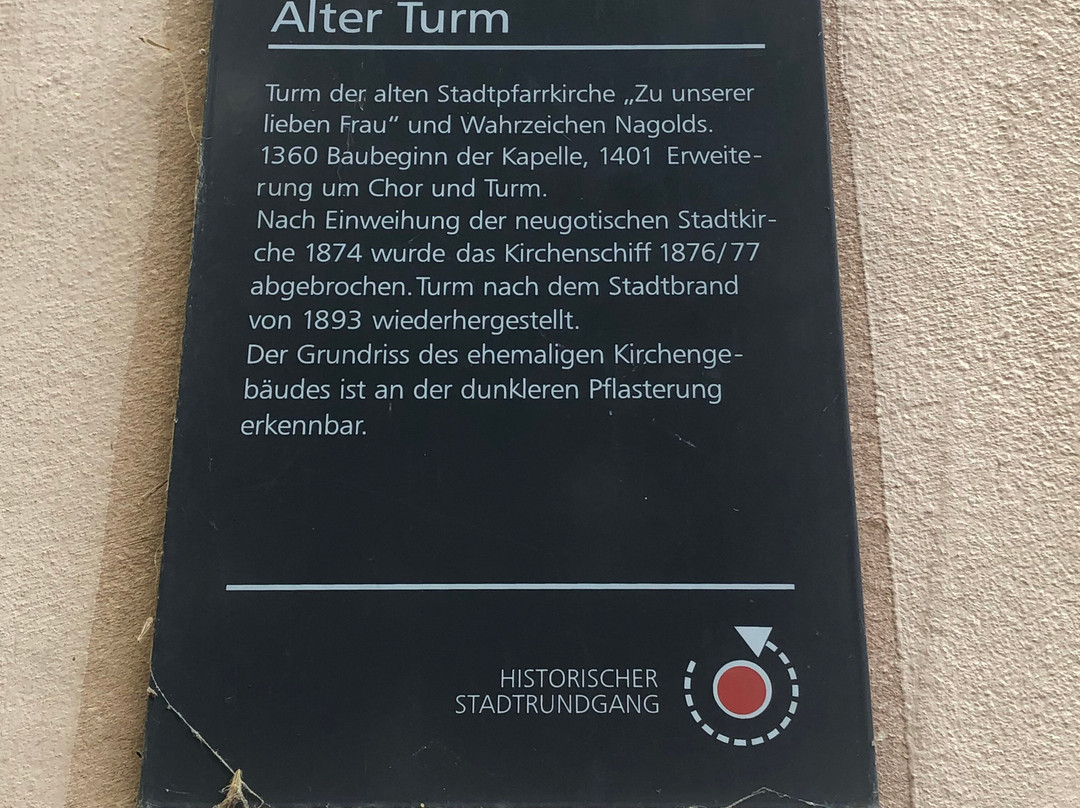 Alter Turm
Turm der alten Stadtpfarrkirche „Zu unserer
lieben Frau“ und Wahrzeichen Nagolds.
1360 Baubeginn der Kapelle, 1401 Erweite-
rung um Chor und Turm.
Nach Einweihung der neugotischen Stadtkir-
che 1874 wurde das Kirchenschiff 1876/77
abgebrochen. Turm nach dem Stadtbrand
von 1893 wiederhergestellt.
Der Grundriss des ehemaligen Kirchenge-
bäudes ist an der dunkleren Pflasterung
erkennbar.
HISTORISCHER
STADTRUNDGANG